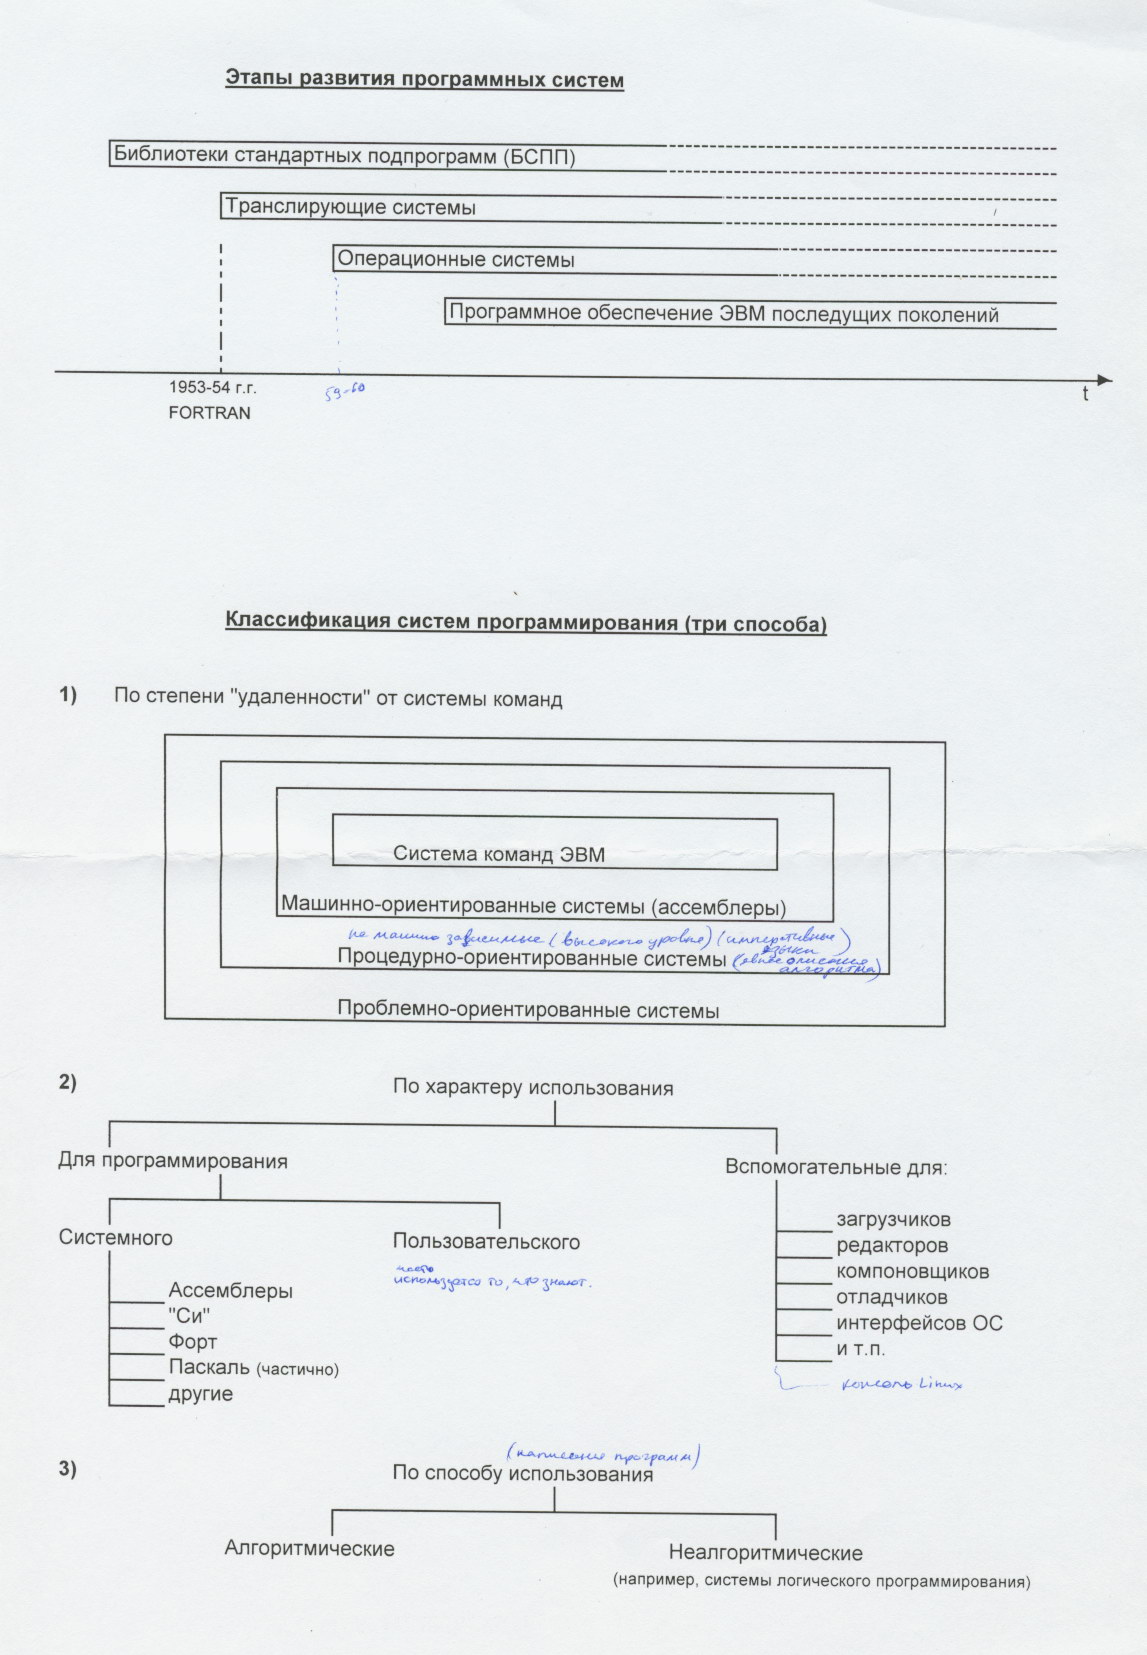 Этапы развития программных систем
Библиотеки стандартных подпрограмм (БСПП)
Транслирующие системы
Операционные системы
Программное обеспечение ЭВМ последущих поколений
1953-54 г.г.
59-60
t
FORTRAN
Классификация систем программирования (три способа)
1) По степени "удаленности" от системы команд
Система команд ЭВМ
Машинно-ориентированные системы (ассемблеры)
не машино зависимые (высокого уровня) (императивные
языки
Процедурно-ориентированные системы (явное описание
алгоритма)
Проблемно-ориентированные системы
2) По характеру использования
Для программирования
Вспомогательные для:
Системного
Пользовательского
часто
используется то, что знают.
Ассемблеры
"Си"
Форт
Паскаль (частично)
другие
загрузчиков
редакторов
компоновщиков
отладчиков
интерфейсов ОС
и т.п.
консоль Linux
(написания программ)
3) По способу использования
Алгоритмические
Неалгоритмические
(например, системы логического программирования)